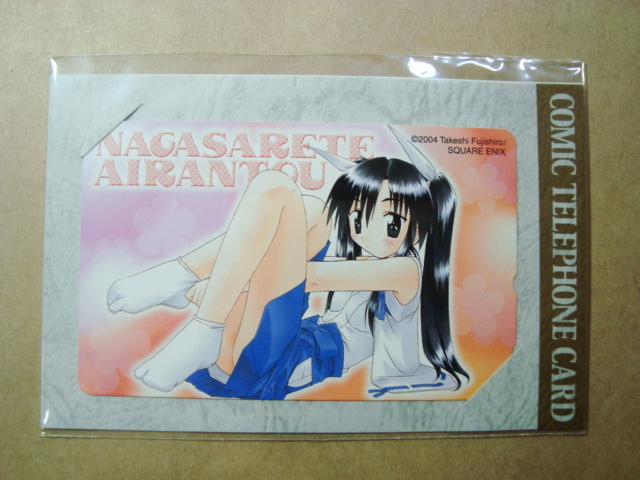 NAGASARETE
AIRANTOU
©2004 Takeshi Fujishiro/
SQUARE ENIX
COMIC TELEPHONE CARD